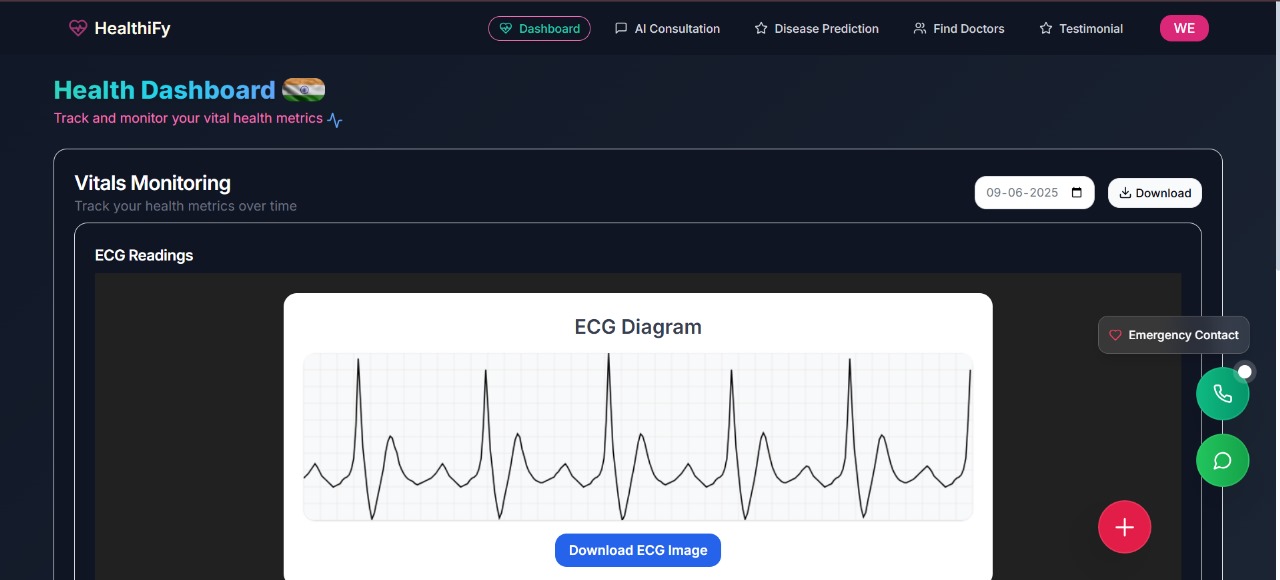 HealthiFy
Dashboard
AI Consultation
Disease Prediction
Find Doctors
Testimonial
WE
Health Dashboard
Track and monitor your vital health metrics
Vitals Monitoring
Track your health metrics over time
09-06-2025
Download
ECG Readings
ECG Diagram
Emergency Contact
Download ECG Image